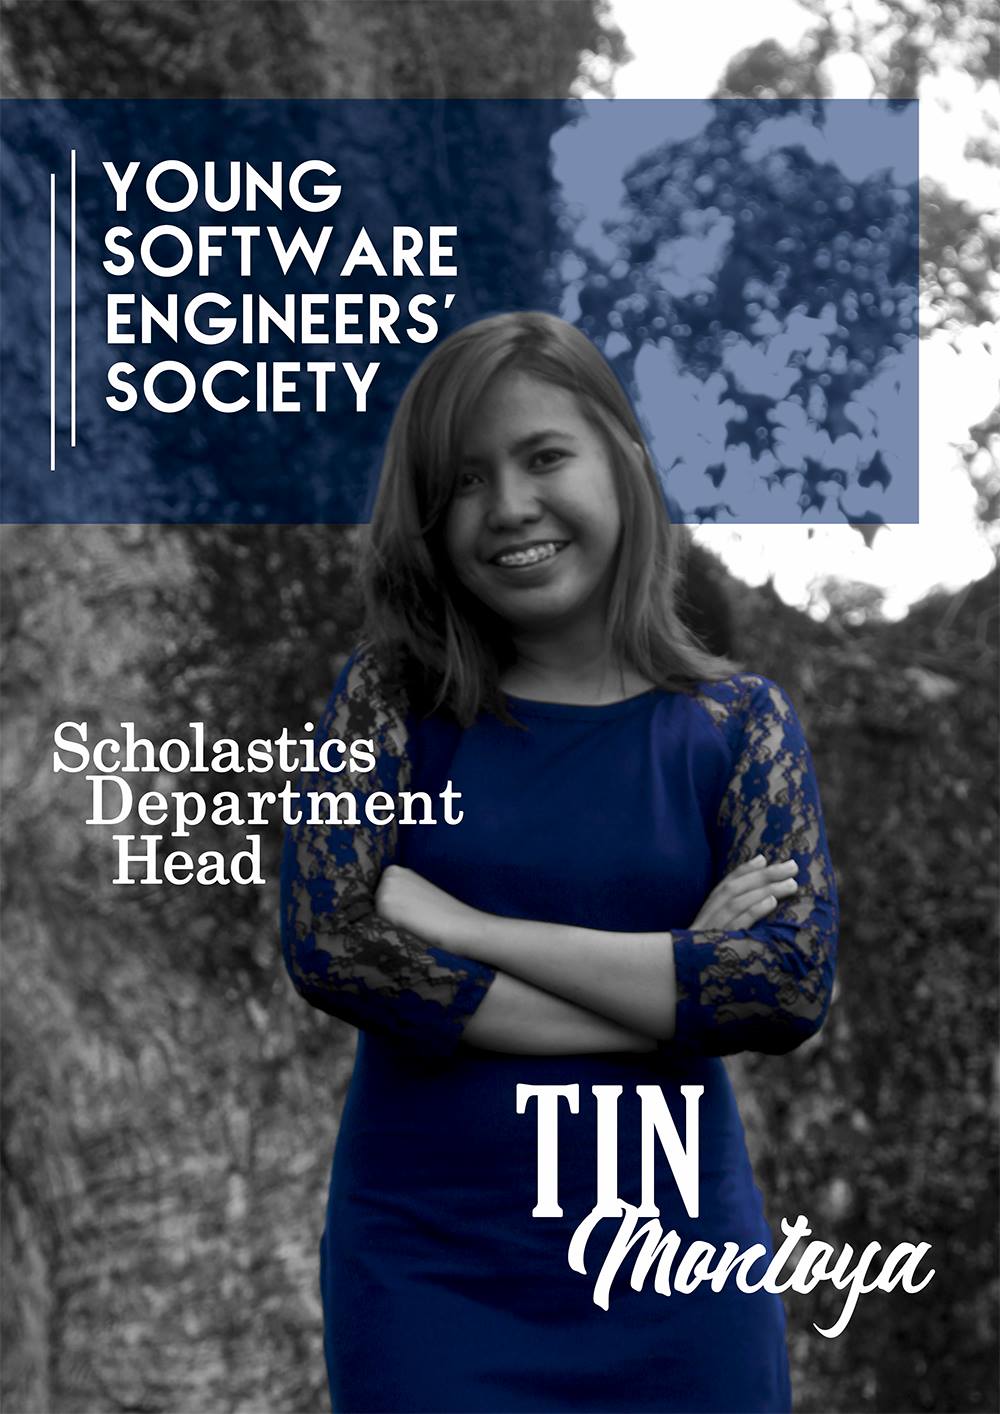 YOUNG
SOFTWARE
ENGINEERS'
SOCIETY
Scholastics
Department
Head
TIN
Montoya